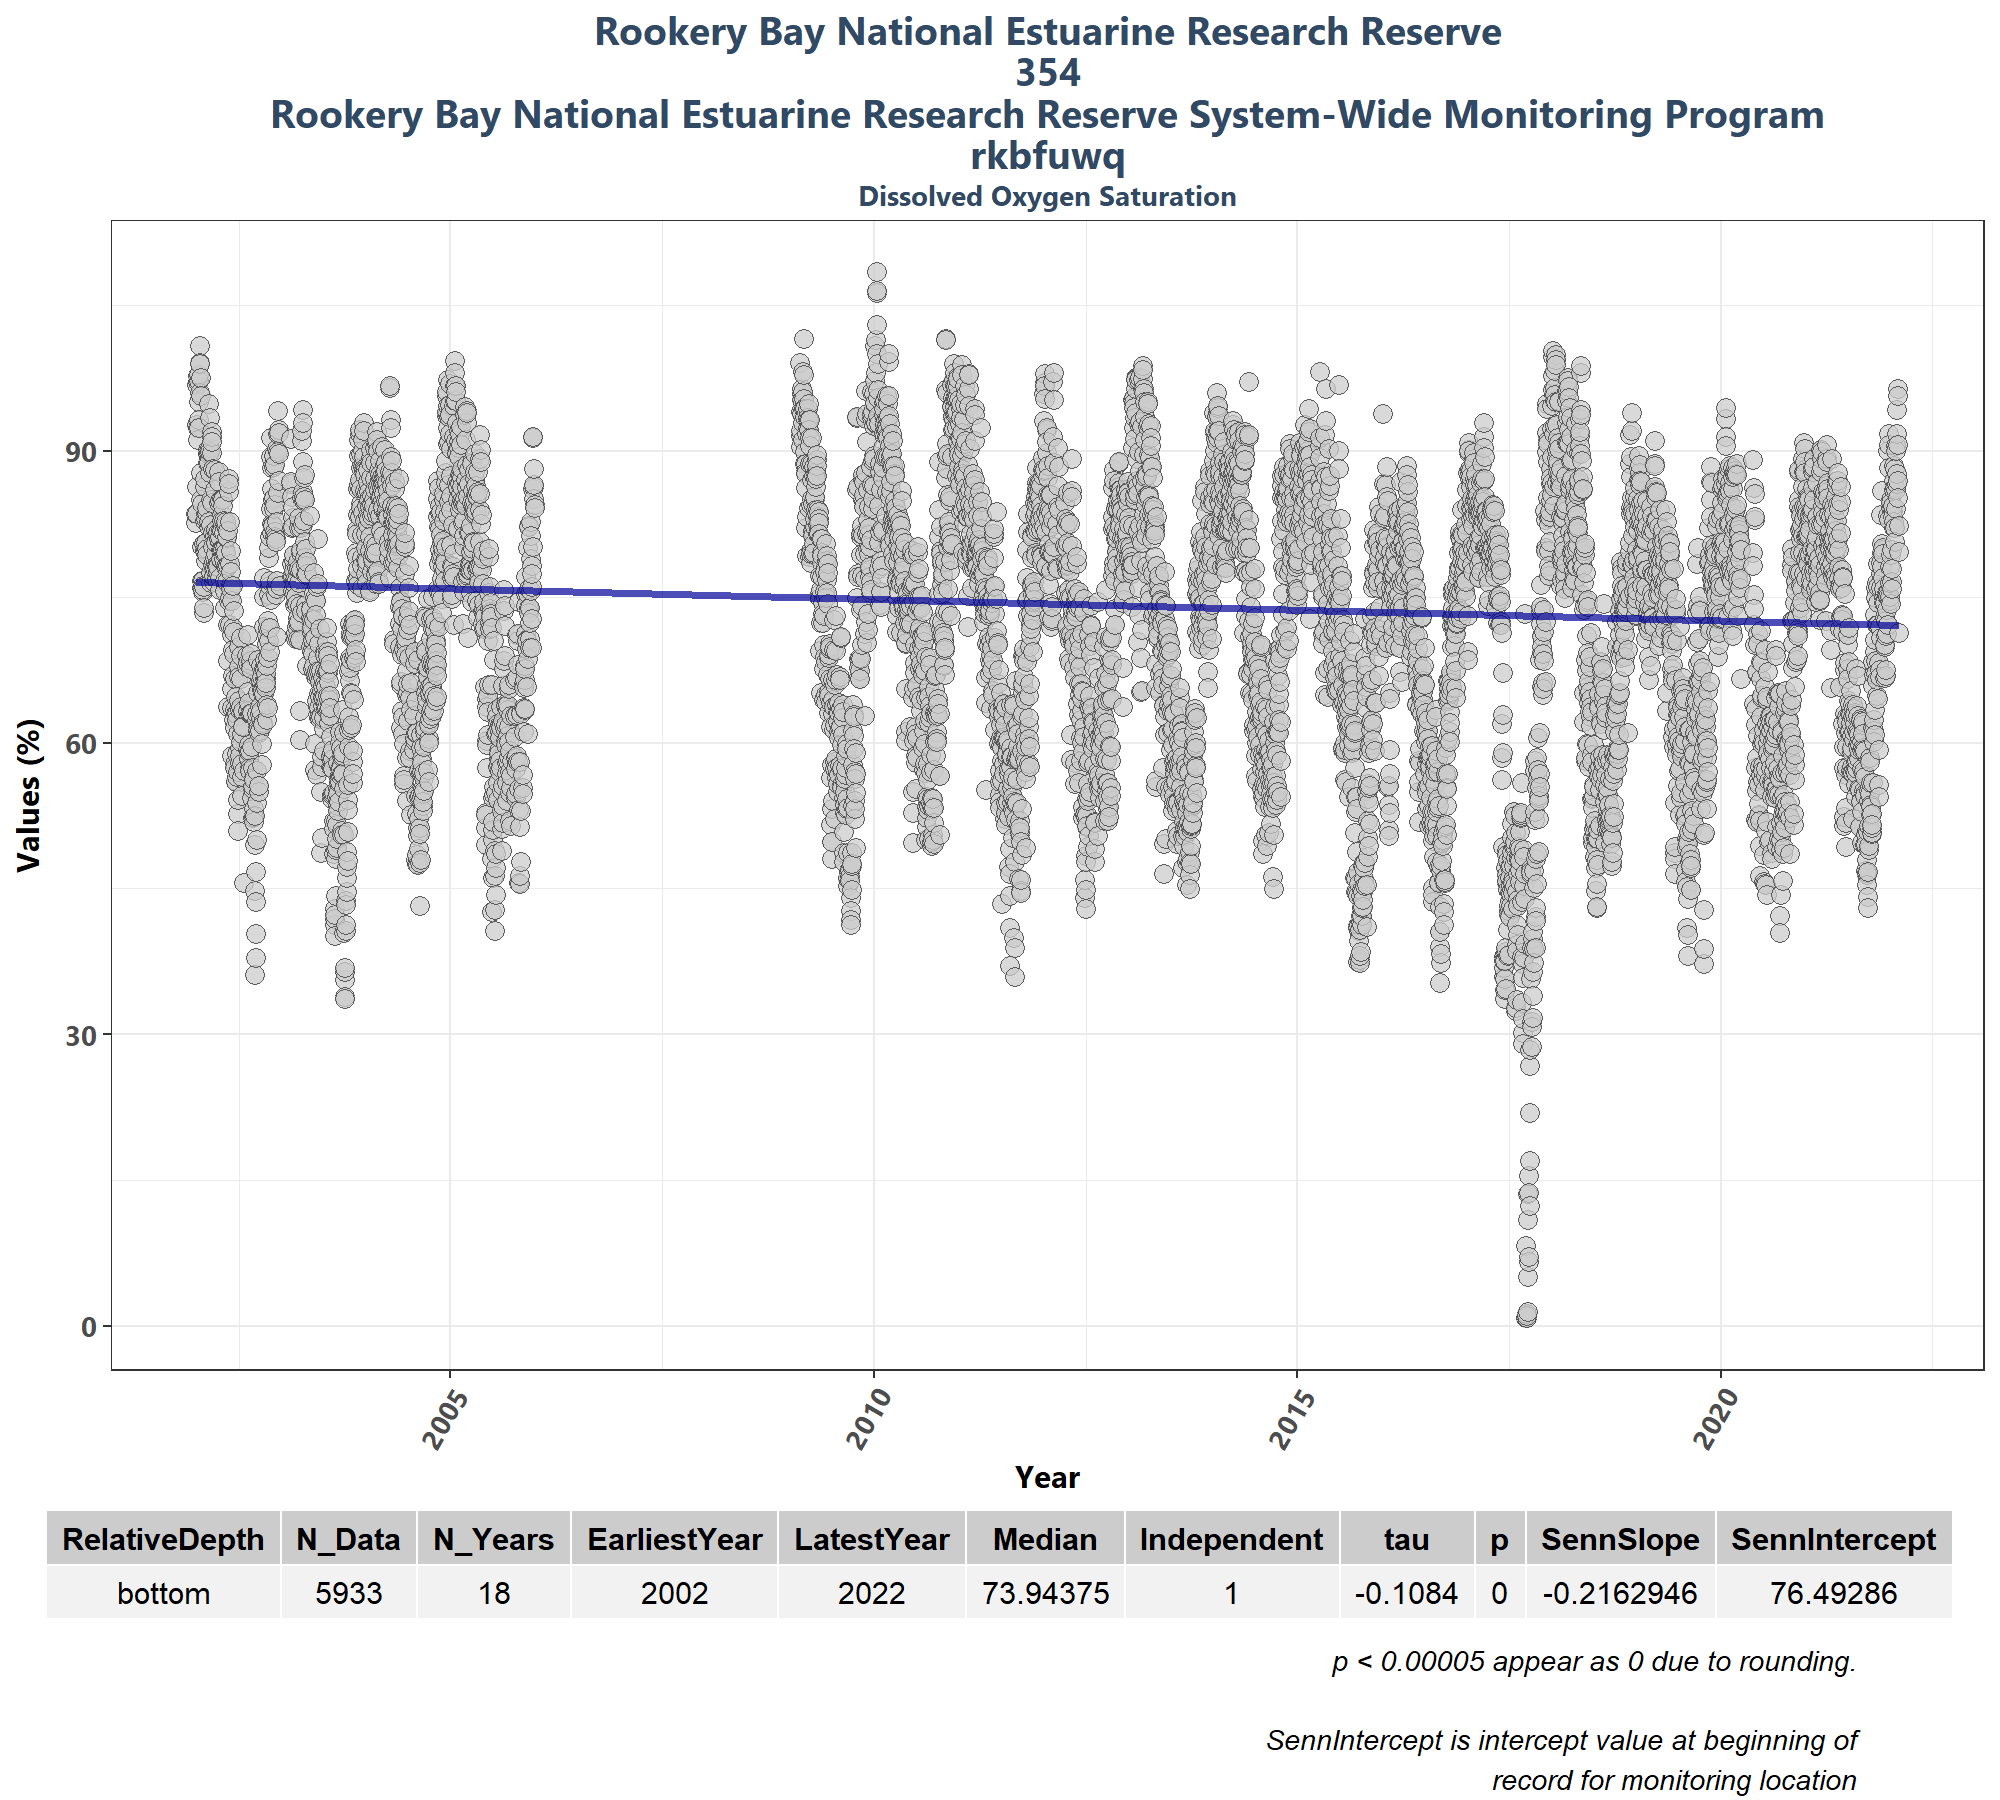 Rookery Bay National Estuarine Research Reserve
354
Rookery Bay National Estuarine Research Reserve System-Wide Monitoring Program
rkbfuwq
Dissolved Oxygen Saturation
Values (%)
90
60
30
0
2005 2010 2015 2020
Year
RelativeDepth N_Data N_Years EarliestYear LatestYear Median Independent tau p SennSlope SennIntercept
bottom 5933 18 2002 2022 73.94375 1 -0.1084 0 -0.2162946 76.49286
p < 0.00005 appear as 0 due to rounding.
SennIntercept is intercept value at beginning of
record for monitoring location